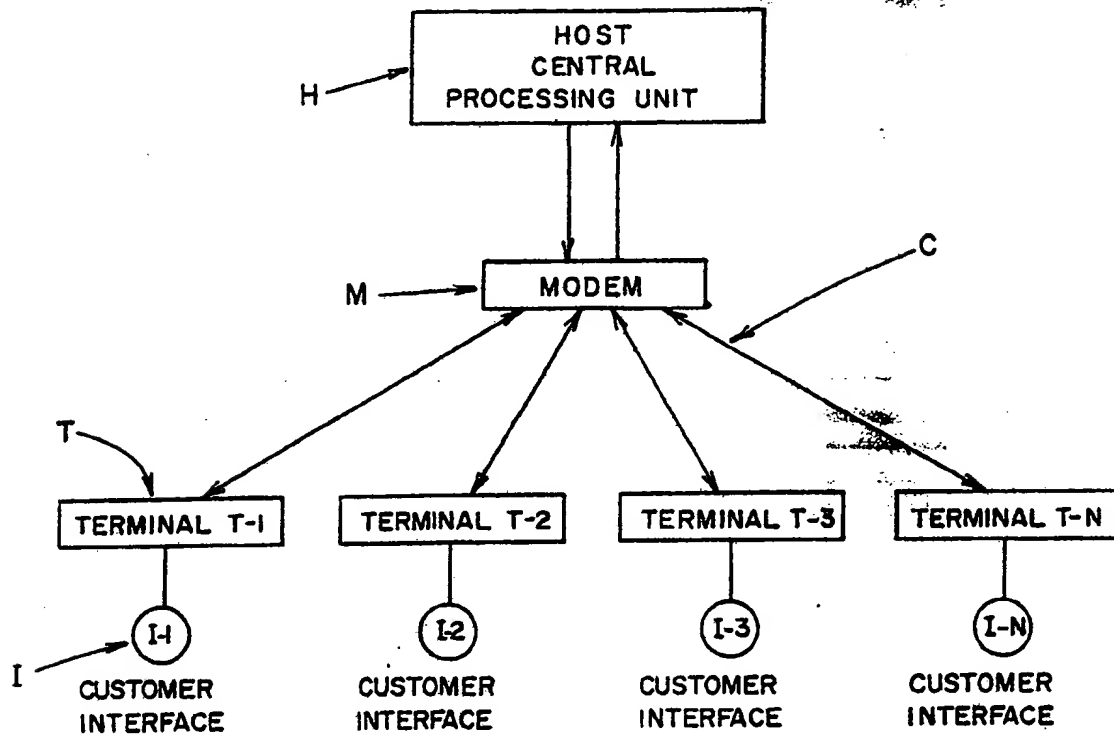 HOST
CENTRAL
PROCESSING UNIT
H
C
M
MODEM
T
TERMINAL T-1
TERMINAL T-2
TERMINAL T-3
TERMINAL T-N
I-1
I-2
I-3
I-N
I
CUSTOMER
INTERFACE
CUSTOMER
INTERFACE
CUSTOMER
INTERFACE
CUSTOMER
INTERFACE